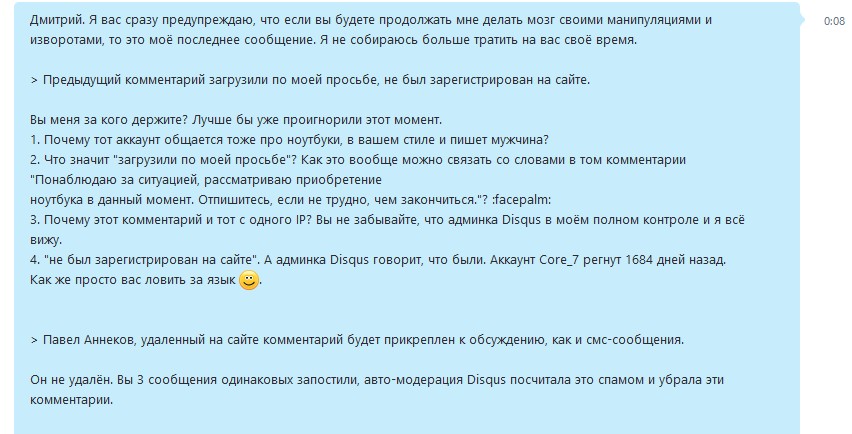 Дмитрий. Я вас сразу предупреждаю, что если вы будете продолжать мне делать мозг своими манипуляциями и
изворотами, то это моё последнее сообщение. Я не собираюсь больше тратить на вас своё время.
0:08
> Предыдущий комментарий загрузили по моей просьбе, не был зарегистрирован на сайте.
Вы меня за кого держите? Лучше бы уже проигнорили этот момент.
1. Почему тот аккаунт общается тоже про ноутбуки, в вашем стиле и пишет мужчина?
2. Что значит "загрузили по моей просьбе"? Как это вообще можно связать со словами в том комментарии
"Понаблюдаю за ситуацией, рассматриваю приобретение
ноутбука в данный момент. Отпишитесь, если не трудно, чем закончиться."? :facepalm:
3. Почему этот комментарий и тот с одного IP? Вы не забывайте, что админка Disqus в моём полном контроле и я всё
вижу.
4. "не был зарегистрирован на сайте". А админка Disqus говорит, что были. Аккаунт Core_7 регнут 1684 дней назад.
Как же просто вас ловить за язык .
> Павел Аннеков, удаленный на сайте комментарий будет прикреплен к обсуждению, как и смс-сообщения.
Он не удалён. Вы 3 сообщения одинаковых запостили, авто-модерация Disqus посчитала это спамом и убрала эти
комментарии.